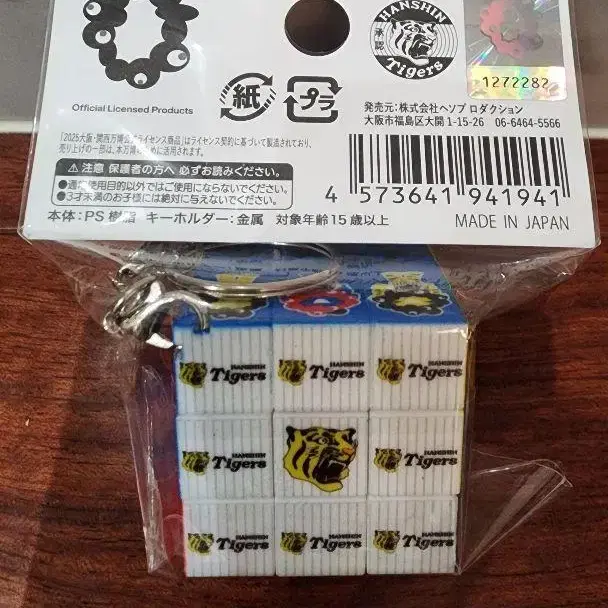 HANSHIN
承認
Tigers
1272282
Official Licensed Products
紙
プラ
発売元:株式会社ヘソプロダクション
大阪市福島区大開1-15-26 06-6464-5566
「2025大阪・関西万博公式ライセンス商品」はライセンス契約に基づいて製造されており、
売り上げの一部は、本万博のために活用されます。
⚠注意 保護者の方へ 必ずお読みください。
●通常使用目的以外ではご使用にならないでください。
●3才未満のお子様には絶対に与えないでください。
4 573641 941941
本体:PS樹脂 キーホルダー:金属 対象年齢15歳以上
MADE IN JAPAN
HANSHIN Tigers HANSHIN Tigers HANSHIN Tigers
HANSHIN Tigers HANSHIN Tigers
HANSHIN Tigers HANSHIN Tigers HANSHIN Tigers